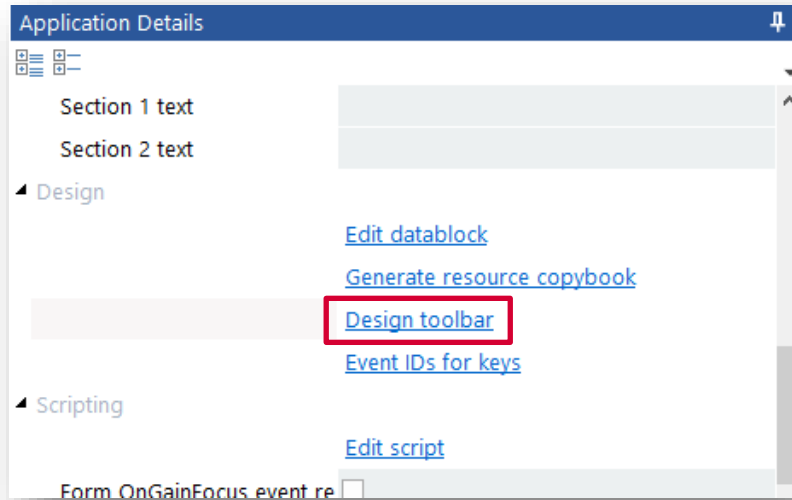 Application Details
Section 1 text
Section 2 text
Design
Edit datablock
Generate resource copybook
Design toolbar
Event IDs for keys
Scripting
Edit script
Form OnGainFocus event re